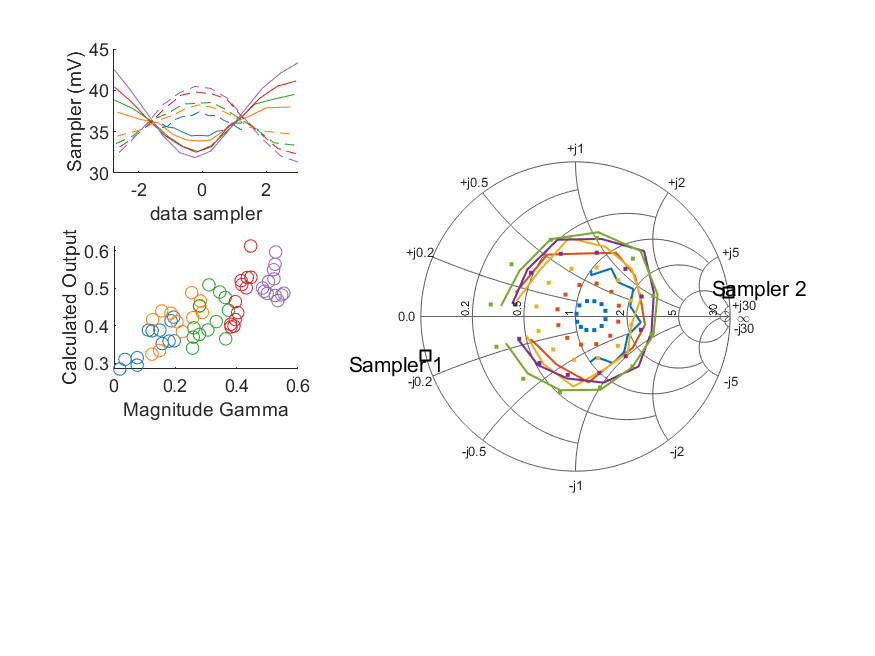 45
40
35
30
Sampler (mV)
-2 0 2
data sampler
0.6
0.5
0.4
0.3
Calculated Output
0 0.2 0.4 0.6
Magnitude Gamma
+j1
+j0.5 +j2
+j0.2 +j5
Sampler 2
+j30
0.0 0.2 0.5 1 2 5 30 ∞
-j30
Sampler 1
-j0.2 -j5
-j0.5 -j2
-j1